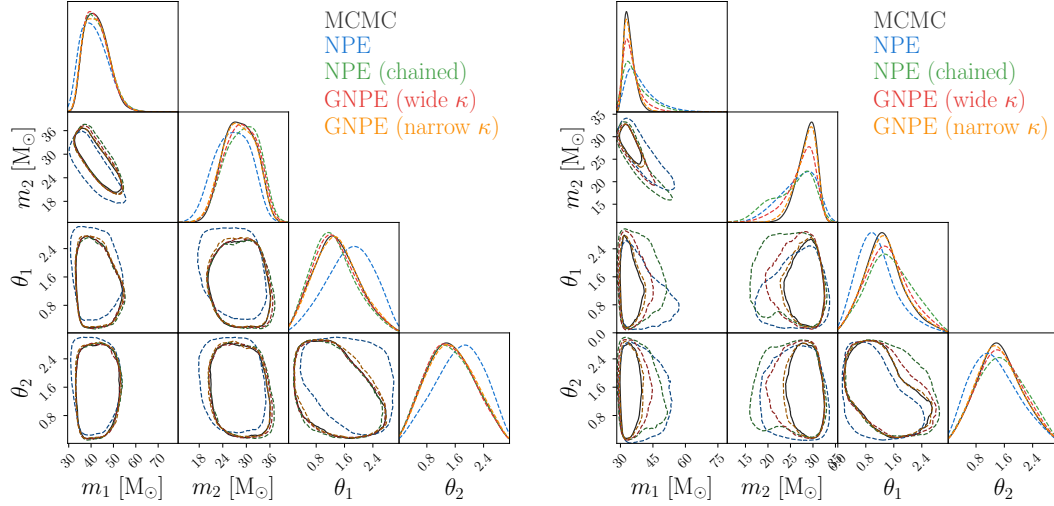 MCMC
NPE
NPE (chained)
GNPE (wide κ)
GNPE (narrow κ)
m₂ [M⊙]
36
30
24
18
θ₁
2.4
1.6
0.8
θ₂
2.4
1.6
0.8
30 40 50 60 70
18 24 30 36
0.8 1.6 2.4
0.8 1.6 2.4
m₁ [M⊙] m₂ [M⊙] θ₁ θ₂
MCMC
NPE
NPE (chained)
GNPE (wide κ)
GNPE (narrow κ)
m₂ [M⊙]
35
30
25
20
15
θ₁
2.4
1.6
0.8
0.0
θ₂
2.4
1.6
0.8
30 45 60 75
15 20 25 30
0.8 1.6 2.4
0.8 1.6 2.4
m₁ [M⊙] m₂ [M⊙] θ₁ θ₂